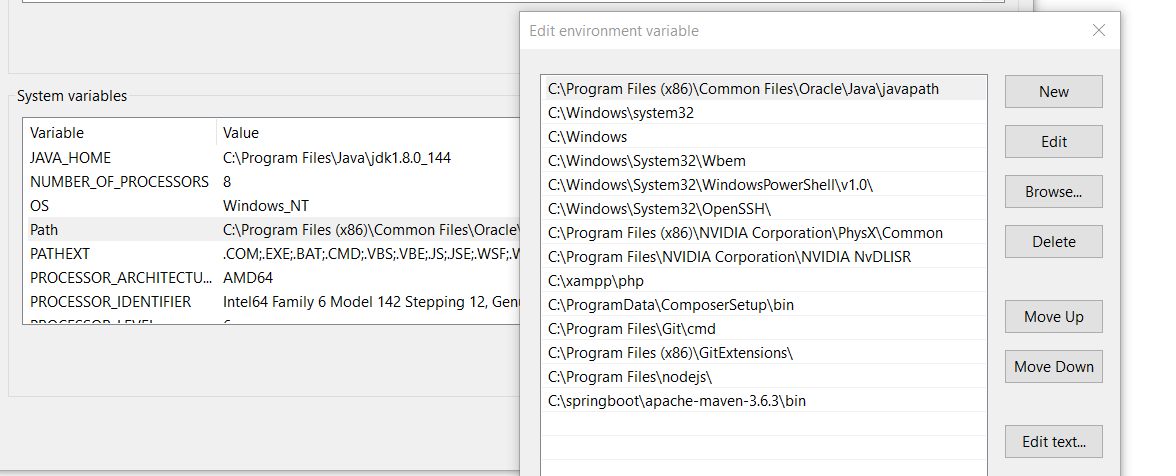 System variables
Variable Value
JAVA_HOME C:\Program Files\Java\jdk1.8.0_144
NUMBER_OF_PROCESSORS 8
OS Windows_NT
Path C:\Program Files (x86)\Common Files\Oracle\
PATHEXT .COM;.EXE;.BAT;.CMD;.VBS;.VBE;.JS;.JSE;.WSF;.W
PROCESSOR_ARCHITECTU... AMD64
PROCESSOR_IDENTIFIER Intel64 Family 6 Model 142 Stepping 12, Genu
Edit environment variable
C:\Program Files (x86)\Common Files\Oracle\Java\javapath
C:\Windows\system32
C:\Windows
C:\Windows\System32\Wbem
C:\Windows\System32\WindowsPowerShell\v1.0\
C:\Windows\System32\OpenSSH\
C:\Program Files (x86)\NVIDIA Corporation\PhysX\Common
C:\Program Files\NVIDIA Corporation\NVIDIA NvDLISR
C:\xampp\php
C:\ProgramData\ComposerSetup\bin
C:\Program Files\Git\cmd
C:\Program Files (x86)\GitExtensions\
C:\Program Files\nodejs\
C:\springboot\apache-maven-3.6.3\bin
New
Edit
Browse...
Delete
Move Up
Move Down
Edit text...